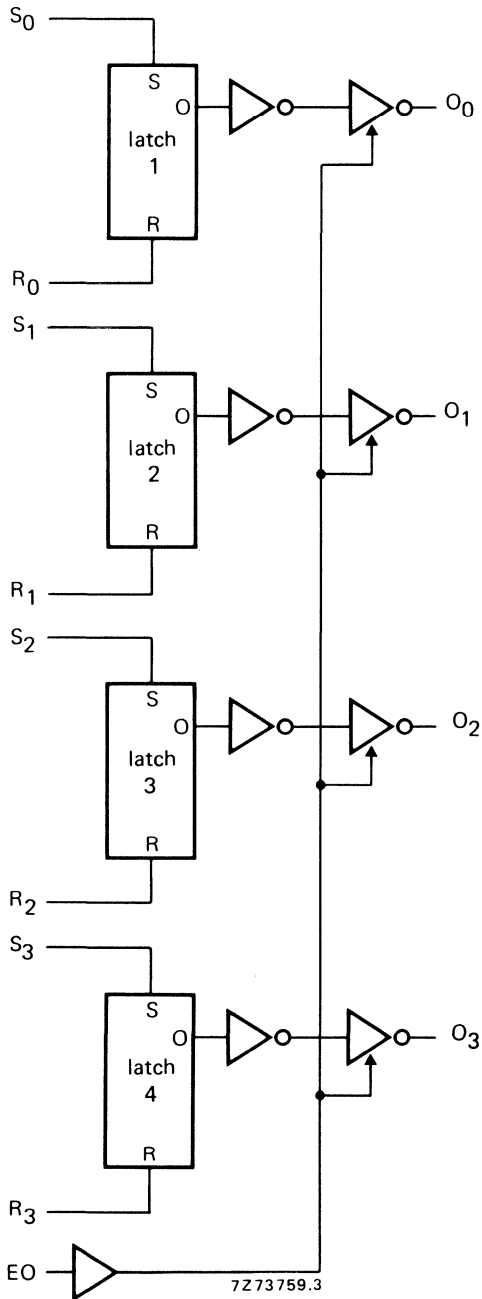 S0
S
O
latch
1
R
R0
O0
S1
S
O
latch
2
R
R1
O1
S2
S
O
latch
3
R
R2
O2
S3
S
O
latch
4
R
R3
O3
EO
7Z73759.3